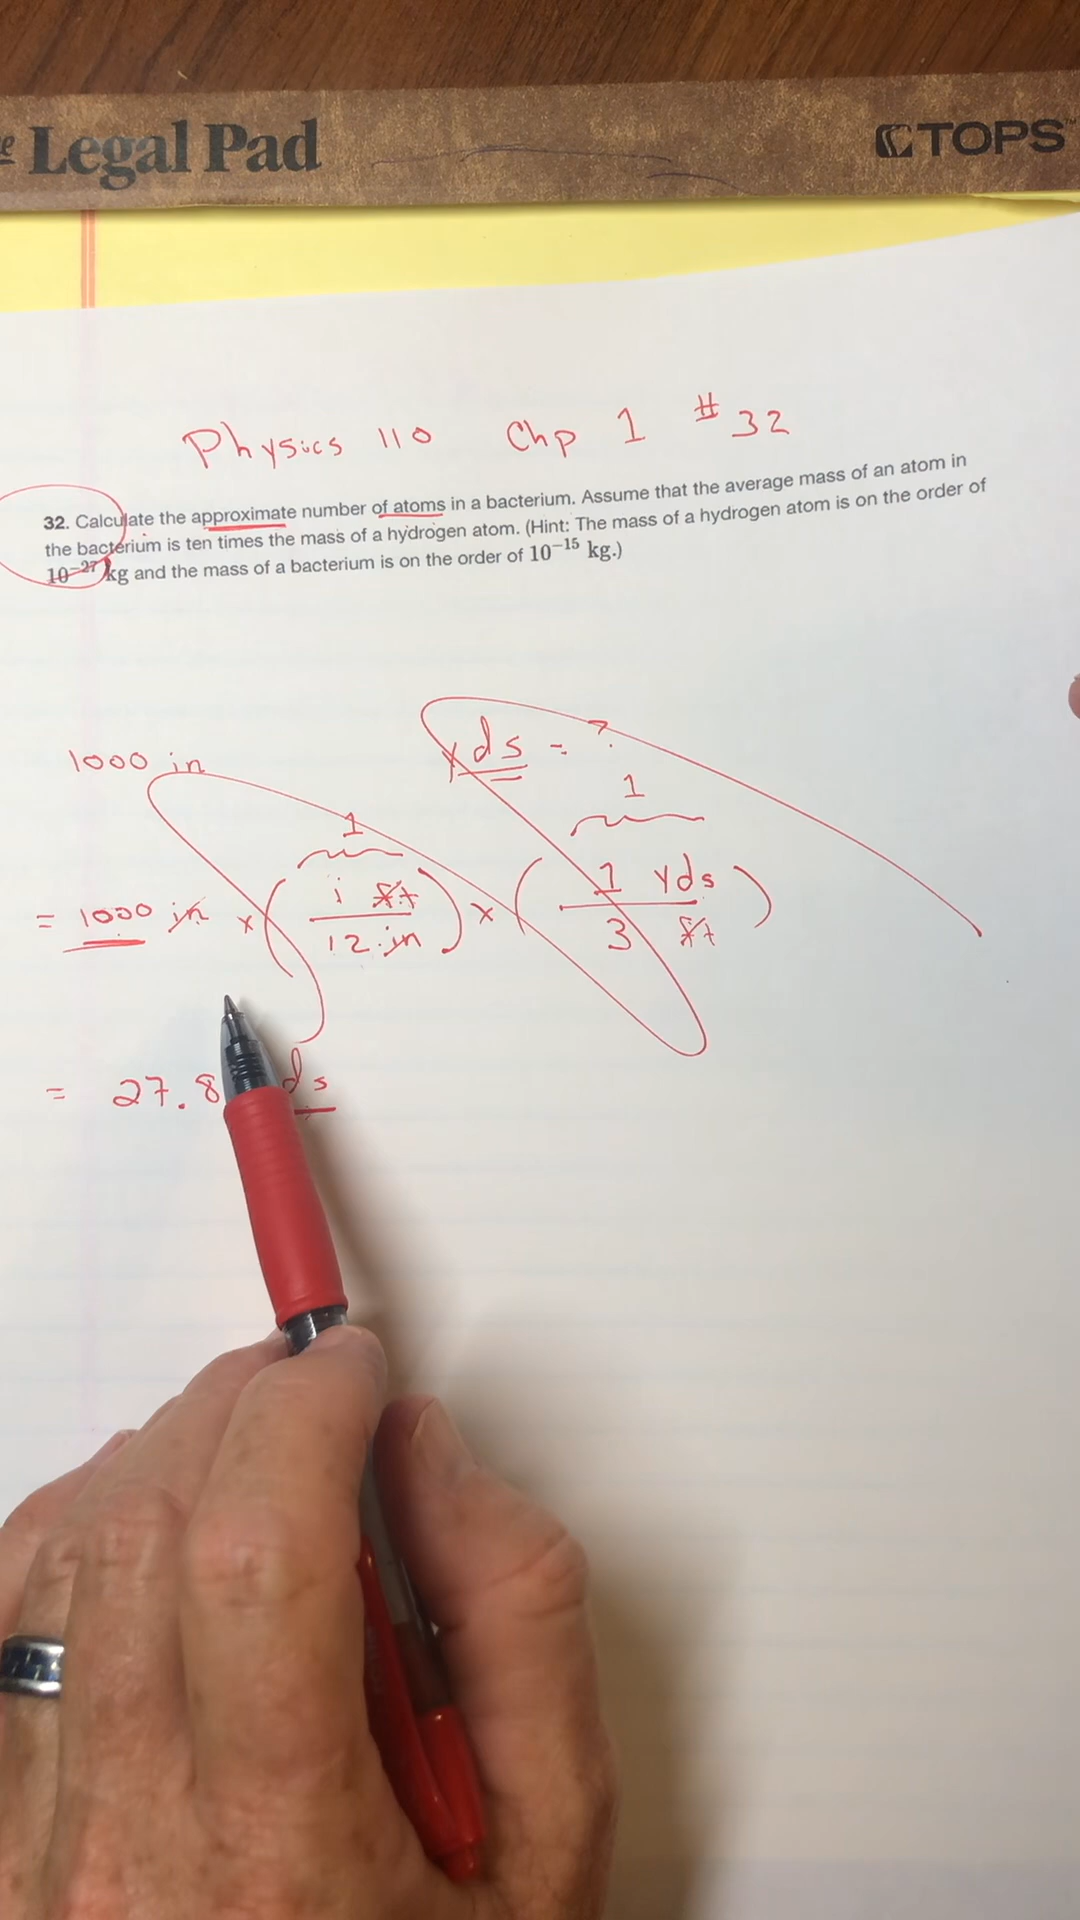 Legal Pad TOPS™
Physics 110 Chp 1 #32
32. Calculate the approximate number of atoms in a bacterium. Assume that the average mass of an atom in
the bacterium is ten times the mass of a hydrogen atom. (Hint: The mass of a hydrogen atom is on the order of
10⁻²⁷ kg and the mass of a bacterium is on the order of 10⁻¹⁵ kg.)
1000 in yds = ?
1 1
= 1000 in × (1 ft / 12 in) × (1 yds / 3 ft)
= 27.8 ds